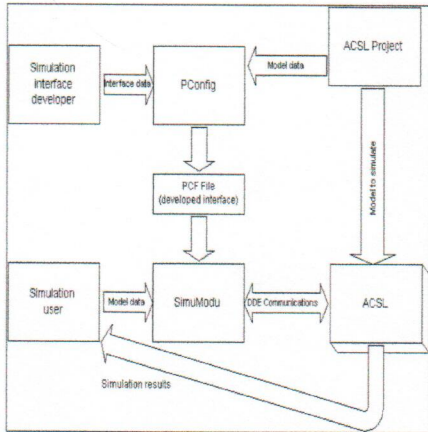 ACSL Project
Simulation
interface
developer
Interface data
PConfig
Model data
Model to simulate
PCF File
(developed interface)
Simulation
user
Model data
SimuModu
DDE Communications
ACSL
Simulation results